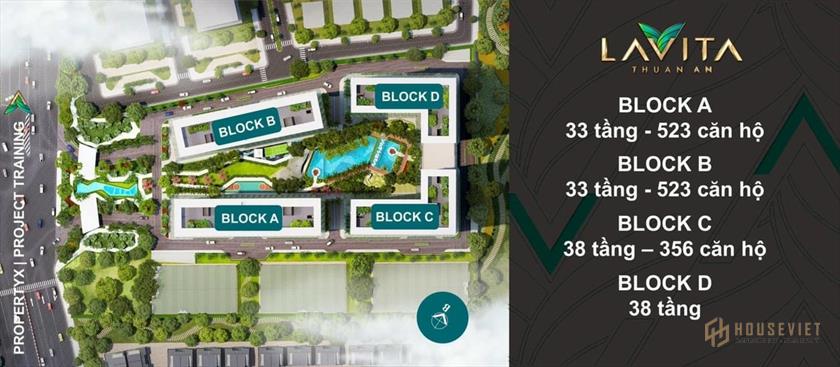 PROPERTYX | PROJECT TRAINING
BLOCK B
BLOCK D
BLOCK A
BLOCK C
LAVITA
THUAN AN
BLOCK A
33 tầng - 523 căn hộ
BLOCK B
33 tầng - 523 căn hộ
BLOCK C
38 tầng – 356 căn hộ
BLOCK D
38 tầng
HOUSEVIET